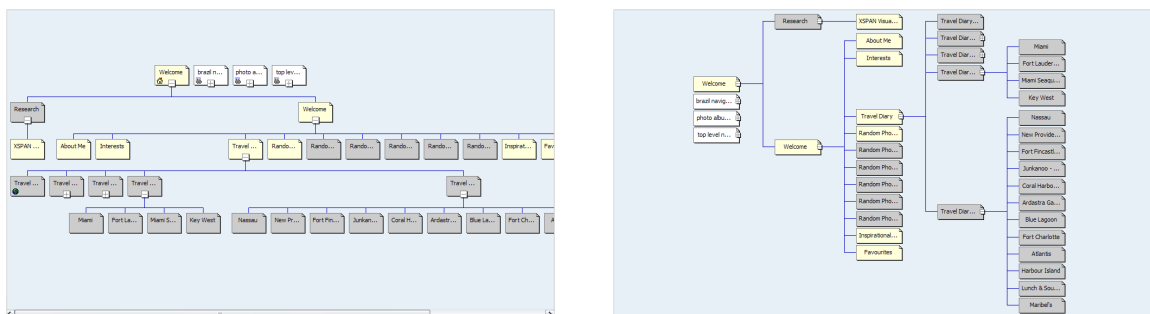 Welcome
brazil n...
photo a...
top lev...
Research
Welcome
XSPAN ...
About Me
Interests
Travel ...
Rando...
Rando...
Rando...
Rando...
Rando...
Rando...
Inspirat...
Fav
Travel ...
Travel ...
Travel ...
Travel ...
Travel ...
Miami
Fort La...
Miami S...
Key West
Nassau
New Pr...
Fort Fin...
Junkan...
Coral H...
Ardastr...
Blue La...
Fort Ch...
A
Research
XSPAN Visua...
About Me
Interests
Welcome
brazil navig...
photo albu...
top level n...
Welcome
Travel Diary
Random Pho...
Random Pho...
Random Pho...
Random Pho...
Random Pho...
Random Pho...
Inspirational...
Favourites
Travel Diary...
Travel Diar...
Travel Diar...
Travel Diar...
Travel Diar...
Miami
Fort Lauder...
Miami Seaqu...
Key West
Nassau
New Provide...
Fort Fincastl...
Junkanoo - ...
Coral Harbo...
Ardastra Ga...
Blue Lagoon
Fort Charlotte
Atlantis
Harbour Island
Lunch & Sou...
Maribel's